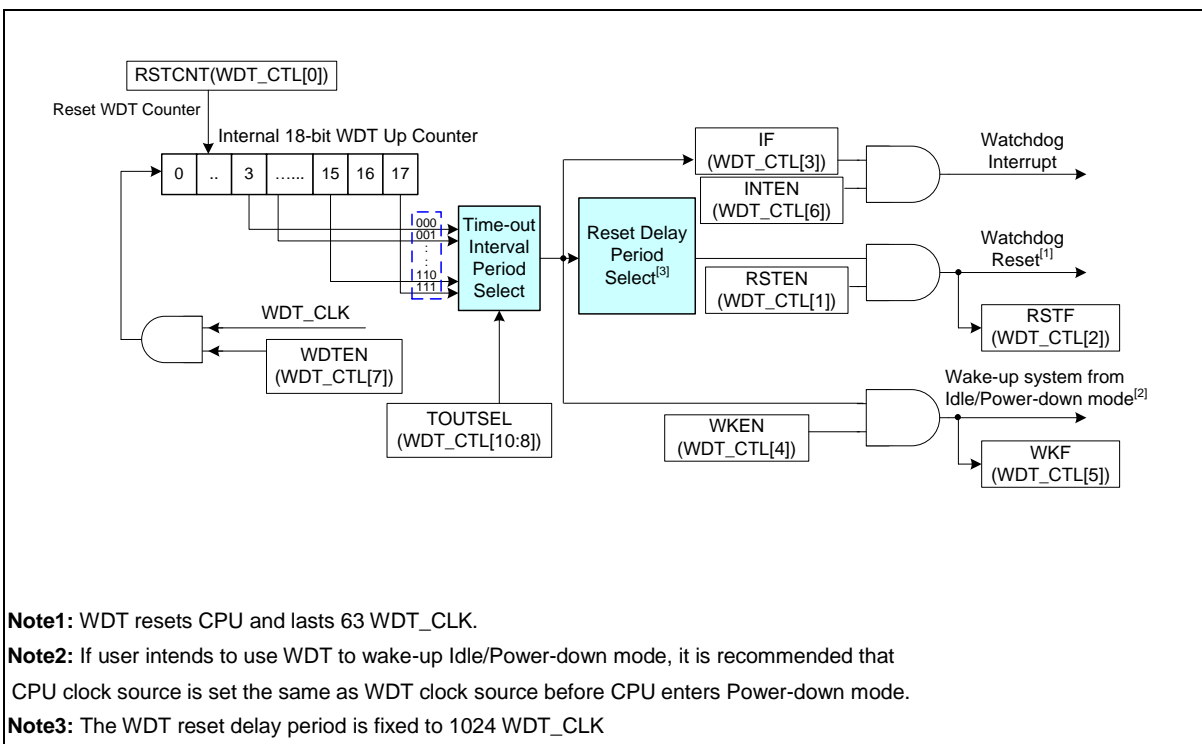 RSTCNT(WDT_CTL[0])
Reset WDT Counter
Internal 18-bit WDT Up Counter
0 .. 3 …... 15 16 17
000
001
:
:
110
111
Time-out
Interval
Period
Select
WDT_CLK
WDTEN
(WDT_CTL[7])
TOUTSEL
(WDT_CTL[10:8])
Reset Delay
Period
Select[3]
IF
(WDT_CTL[3])
INTEN
(WDT_CTL[6])
Watchdog
Interrupt
RSTEN
(WDT_CTL[1])
Watchdog
Reset[1]
RSTF
(WDT_CTL[2])
WKEN
(WDT_CTL[4])
Wake-up system from
Idle/Power-down mode[2]
WKF
(WDT_CTL[5])
Note1: WDT resets CPU and lasts 63 WDT_CLK.
Note2: If user intends to use WDT to wake-up Idle/Power-down mode, it is recommended that
CPU clock source is set the same as WDT clock source before CPU enters Power-down mode.
Note3: The WDT reset delay period is fixed to 1024 WDT_CLK